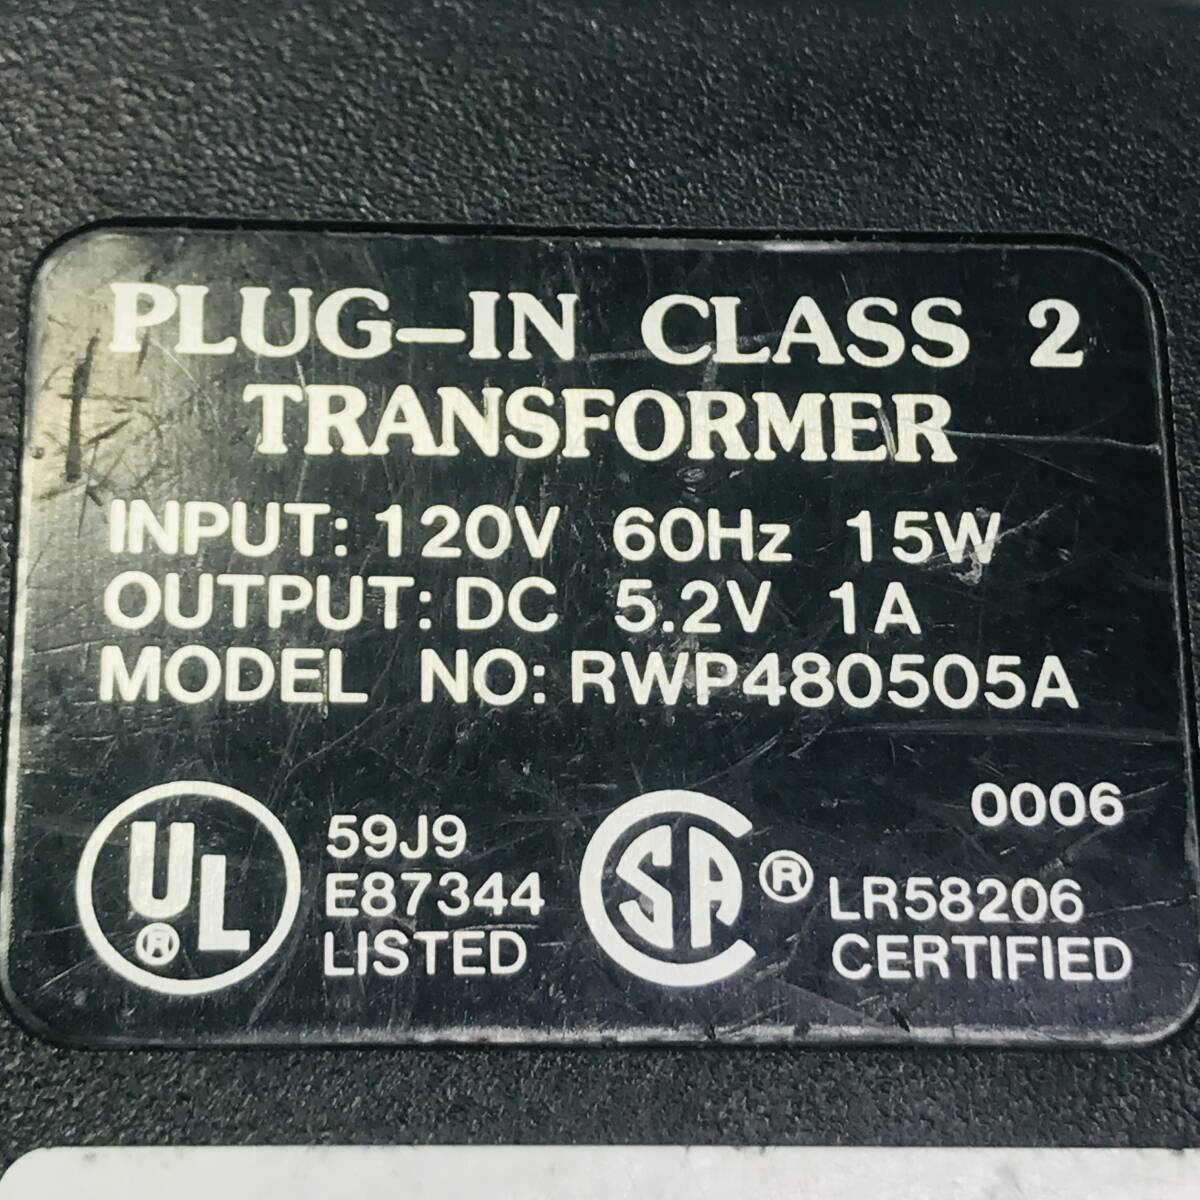 PLUG-IN CLASS 2
TRANSFORMER
INPUT: 120V 60Hz 15W
OUTPUT: DC 5.2V 1A
MODEL NO: RWP480505A
UL ®
59J9
E87344
LISTED
SA ®
0006
LR58206
CERTIFIED